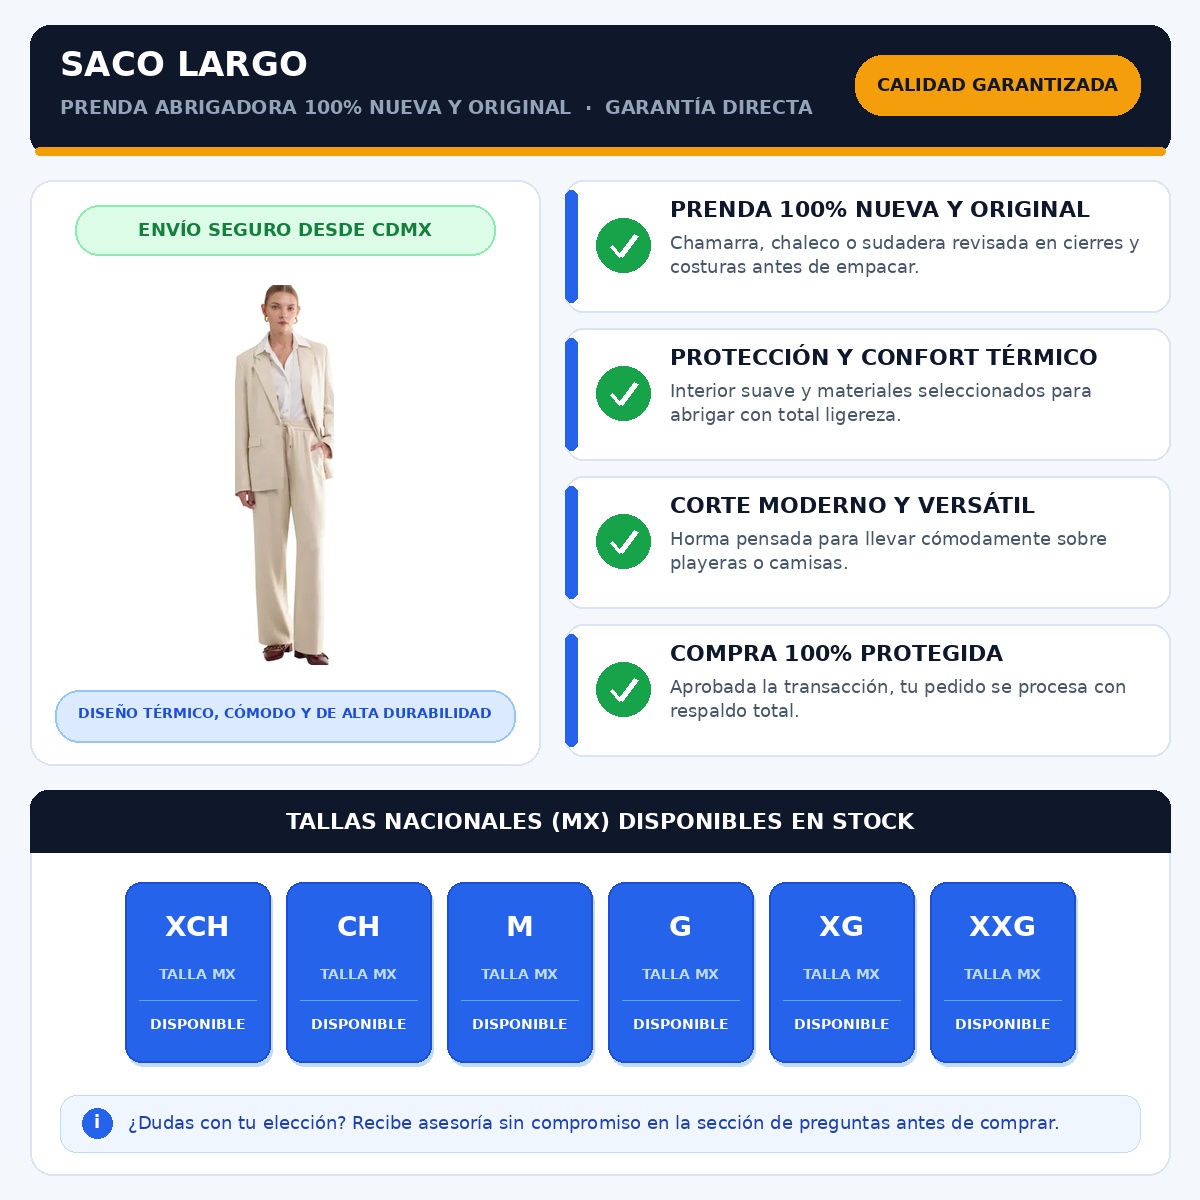 SACO LARGO
PRENDA ABRIGADORA 100% NUEVA Y ORIGINAL · GARANTÍA DIRECTA
CALIDAD GARANTIZADA
ENVÍO SEGURO DESDE CDMX
DISEÑO TÉRMICO, CÓMODO Y DE ALTA DURABILIDAD
PRENDA 100% NUEVA Y ORIGINAL
Chamarra, chaleco o sudadera revisada en cierres y
costuras antes de empacar.
PROTECCIÓN Y CONFORT TÉRMICO
Interior suave y materiales seleccionados para
abrigar con total ligereza.
CORTE MODERNO Y VERSÁTIL
Horma pensada para llevar cómodamente sobre
playeras o camisas.
COMPRA 100% PROTEGIDA
Aprobada la transacción, tu pedido se procesa con
respaldo total.
TALLAS NACIONALES (MX) DISPONIBLES EN STOCK
XCH
TALLA MX
DISPONIBLE
CH
TALLA MX
DISPONIBLE
M
TALLA MX
DISPONIBLE
G
TALLA MX
DISPONIBLE
XG
TALLA MX
DISPONIBLE
XXG
TALLA MX
DISPONIBLE
i
¿Dudas con tu elección? Recibe asesoría sin compromiso en la sección de preguntas antes de comprar.